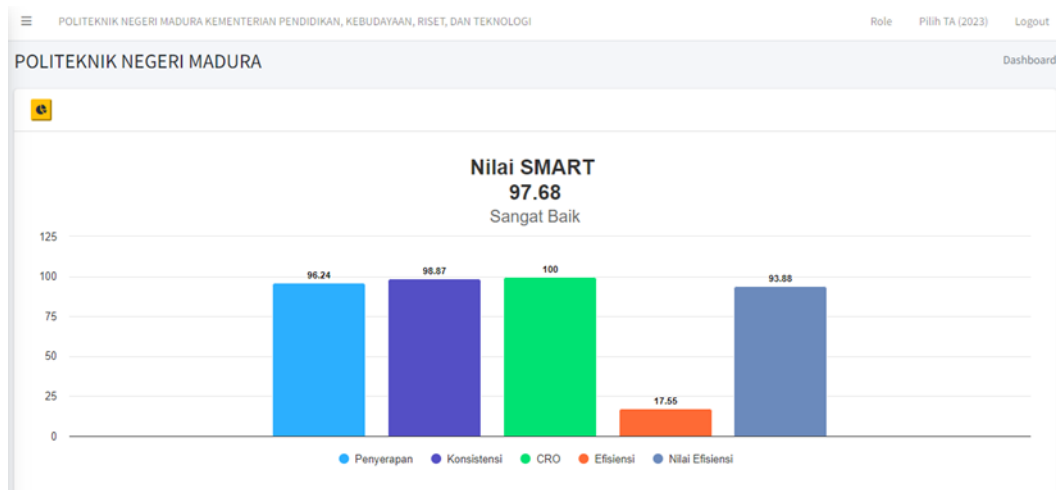 POLITEKNIK NEGERI MADURA KEMENTERIAN PENDIDIKAN, KEBUDAYAAN, RISET, DAN TEKNOLOGI
Role Pilih TA (2023) Logout
POLITEKNIK NEGERI MADURA
Dashboard
Nilai SMART
97.68
Sangat Baik
125
100
75
50
25
0
96.24
98.87
100
17.55
93.88
Penyerapan Konsistensi CRO Efisiensi Nilai Efisiensi